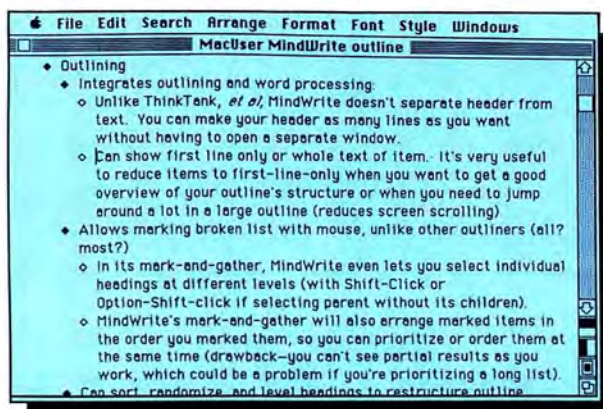 File Edit Search Arrange Format Font Style Windows
MacUser MindWrite outline
◆ Outlining
◆ Integrates outlining and word processing:
◇ Unlike ThinkTank, et al, MindWrite doesn't separate header from
text. You can make your header as many lines as you want
without having to open a separate window.
◇ Can show first line only or whole text of item. It's very useful
to reduce items to first-line-only when you want to get a good
overview of your outline's structure or when you need to jump
around a lot in a large outline (reduces screen scrolling)
◆ Allows marking broken list with mouse, unlike other outliners (all?
most?)
◇ In its mark-and-gather, MindWrite even lets you select individual
headings at different levels (with Shift-Click or
Option-Shift-click if selecting parent without its children).
◇ MindWrite's mark-and-gather will also arrange marked items in
the order you marked them, so you can prioritize or order them at
the same time (drawback—you can't see partial results as you
work, which could be a problem if you're prioritizing a long list).
◆ Can sort, randomize, and level headings to restructure outline